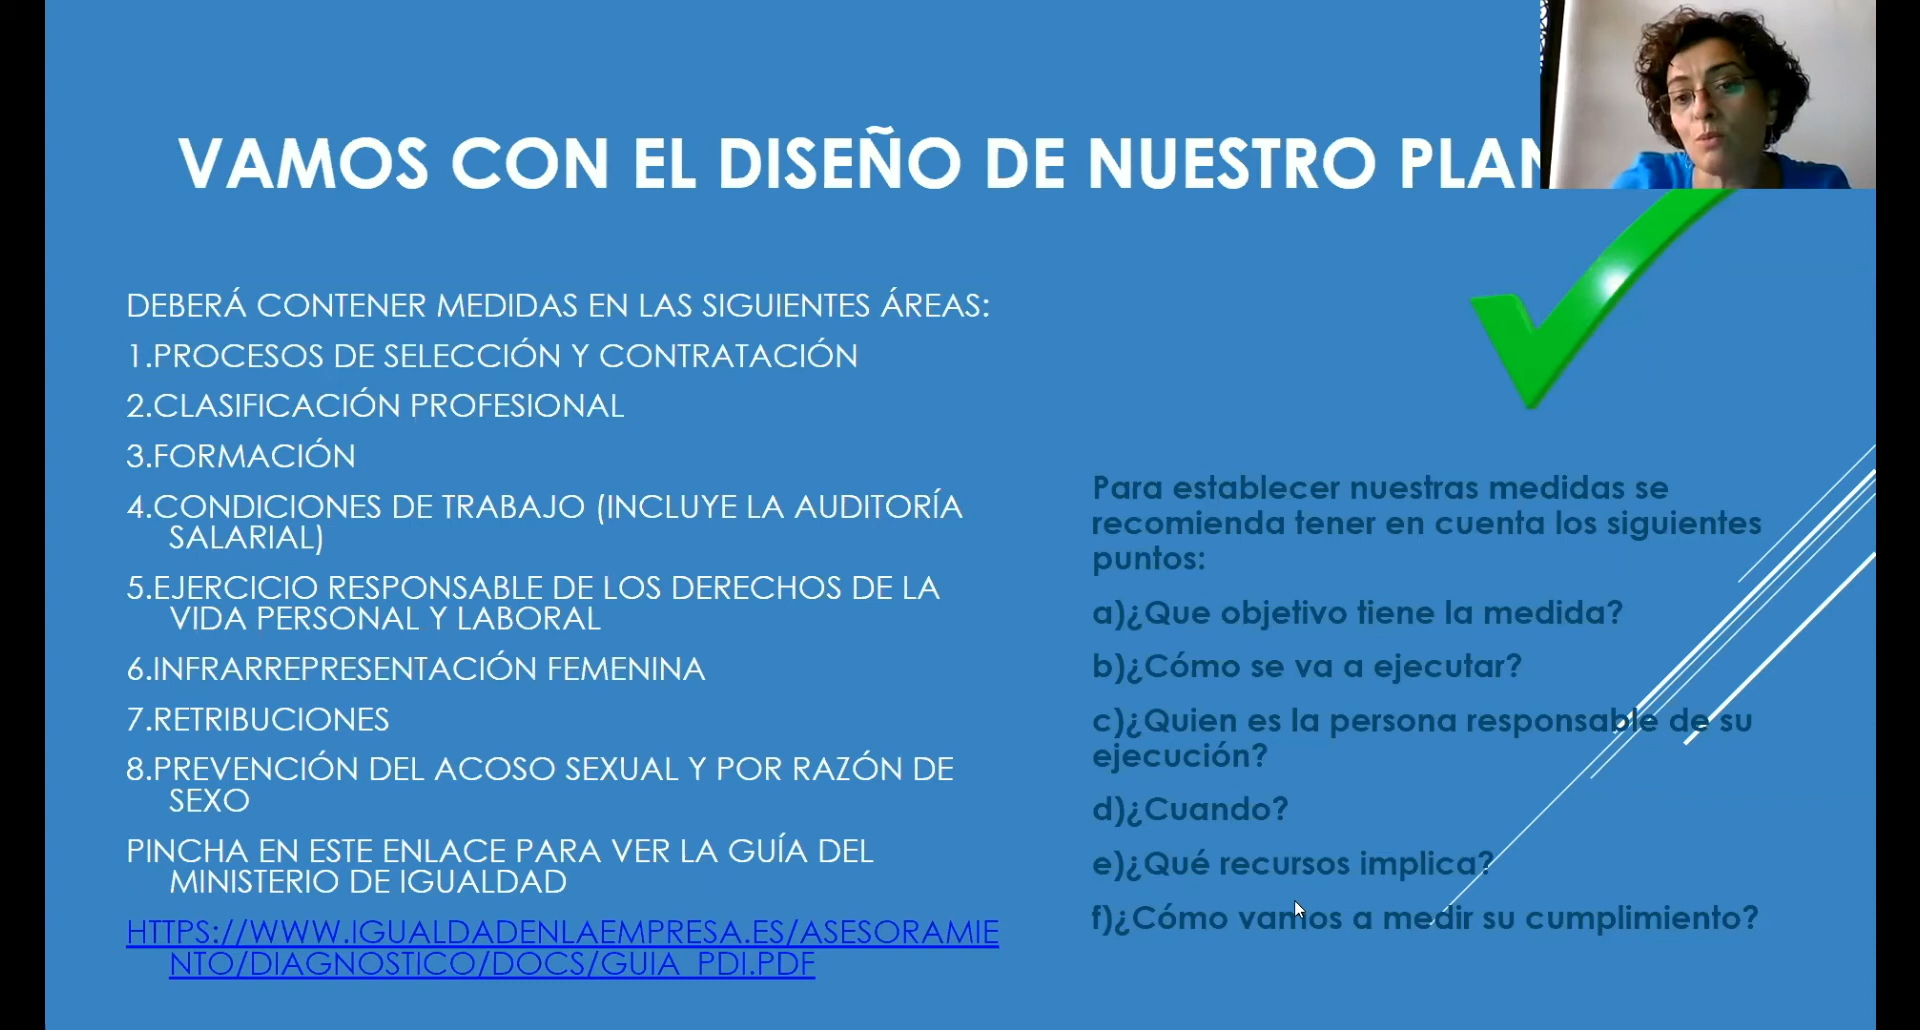 VAMOS CON EL DISEÑO DE NUESTRO PLAN
DEBERÁ CONTENER MEDIDAS EN LAS SIGUIENTES ÁREAS:
1.PROCESOS DE SELECCIÓN Y CONTRATACIÓN
2.CLASIFICACIÓN PROFESIONAL
3.FORMACIÓN
4.CONDICIONES DE TRABAJO (INCLUYE LA AUDITORÍA
SALARIAL)
5.EJERCICIO RESPONSABLE DE LOS DERECHOS DE LA
VIDA PERSONAL Y LABORAL
6.INFRARREPRESENTACIÓN FEMENINA
7.RETRIBUCIONES
8.PREVENCIÓN DEL ACOSO SEXUAL Y POR RAZÓN DE
SEXO
PINCHA EN ESTE ENLACE PARA VER LA GUÍA DEL
MINISTERIO DE IGUALDAD
HTTPS://WWW.IGUALDADENLAEMPRESA.ES/ASESORAMIE
NTO/DIAGNOSTICO/DOCS/GUIA_PDI.PDF
Para establecer nuestras medidas se
recomienda tener en cuenta los siguientes
puntos:
a)¿Que objetivo tiene la medida?
b)¿Cómo se va a ejecutar?
c)¿Quien es la persona responsable de su
ejecución?
d)¿Cuando?
e)¿Qué recursos implica?
f)¿Cómo vamos a medir su cumplimiento?